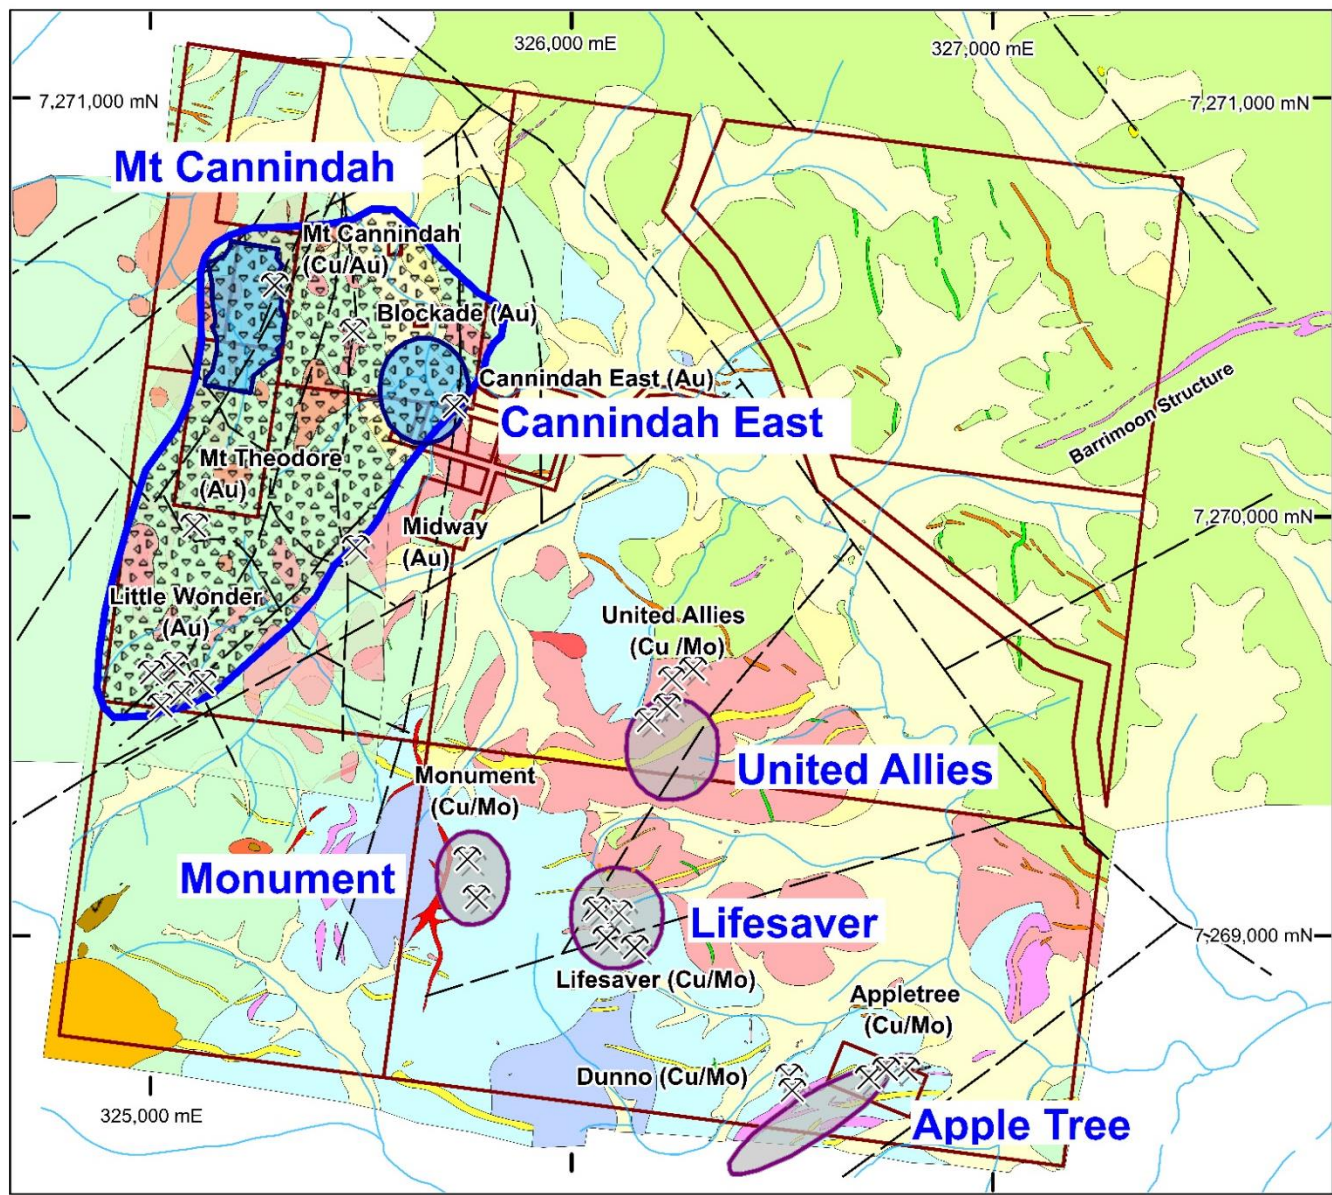 326,000 mE
327,000 mE
7,271,000 mN
7,271,000 mN
Mt Cannindah
Mt Cannindah
(Cu/Au)
Blockade (Au)
Cannindah East (Au)
Cannindah East
Barrimoon Structure
Mt Theodore
(Au)
Midway
(Au)
7,270,000 mN
Little Wonder
(Au)
United Allies
(Cu /Mo)
United Allies
Monument
(Cu/Mo)
Monument
Lifesaver
7,269,000 mN
Lifesaver (Cu/Mo)
Appletree
(Cu/Mo)
Dunno (Cu/Mo)
325,000 mE
Apple Tree